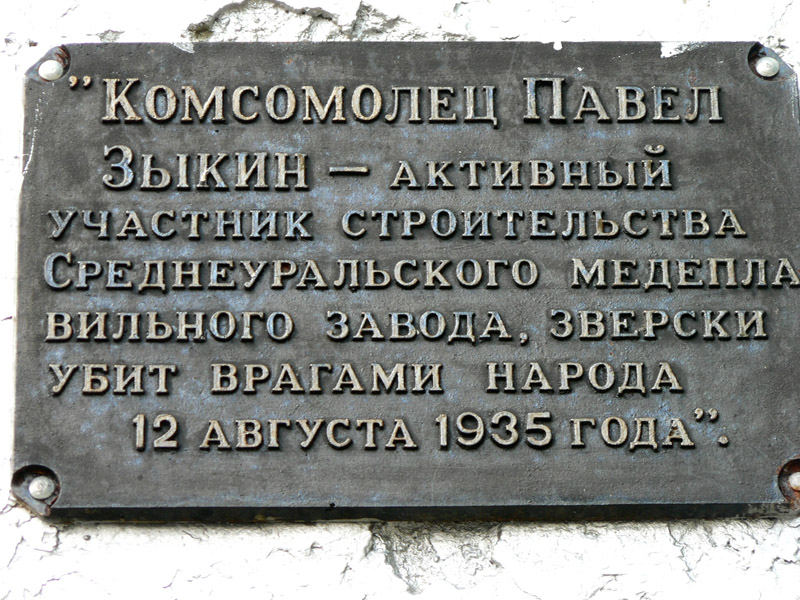 ”Комсомолец Павел
Зыкин — активный
участник строительства
Среднеуральского медепла
вильного завода, зверски
убит врагами народа
12 августа 1935 года”.